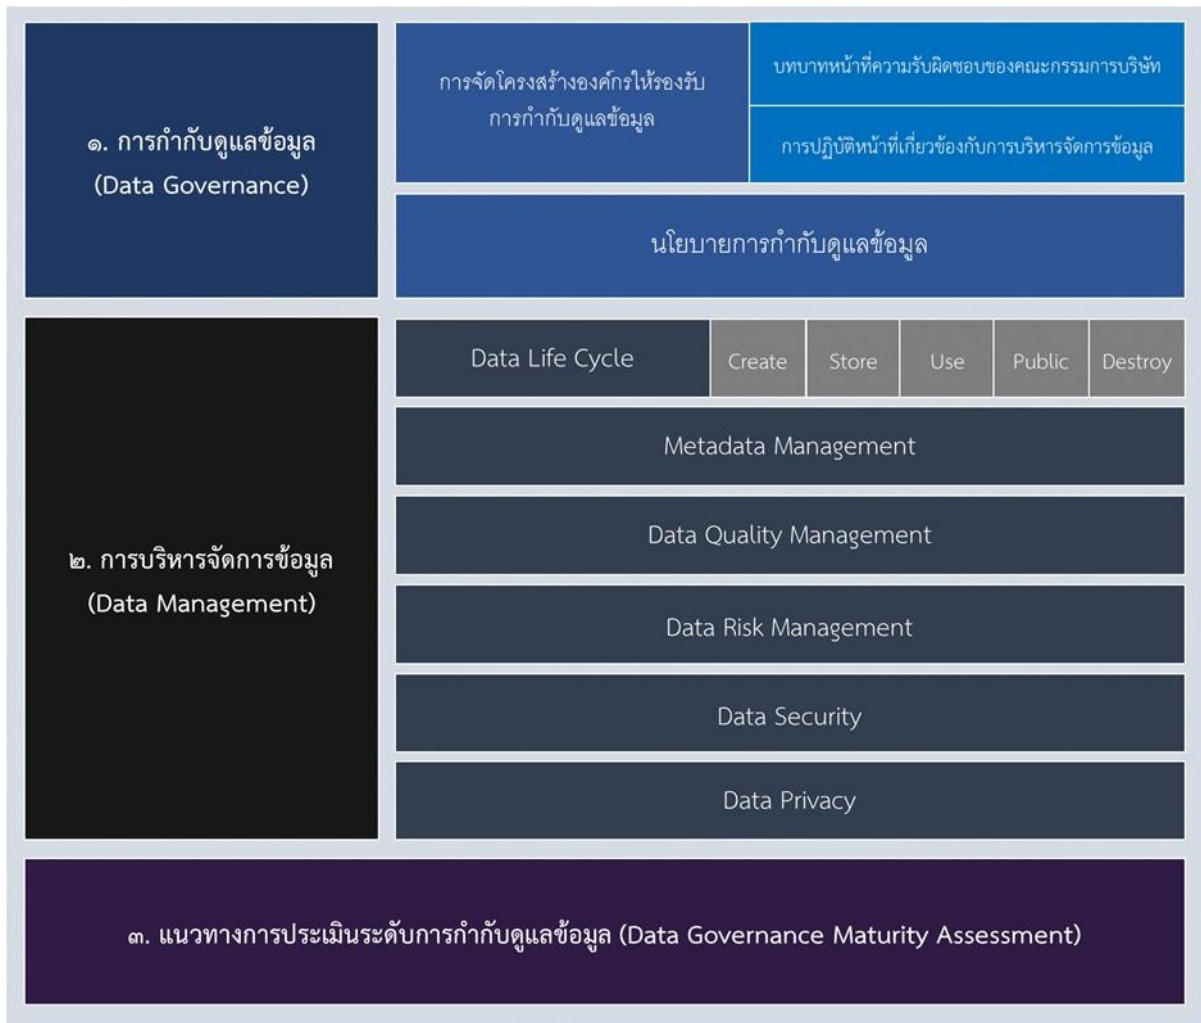 ๑. การกำกับดูแลข้อมูล
(Data Governance)
การจัดโครงสร้างองค์กรให้รองรับ
การกำกับดูแลข้อมูล
บทบาทหน้าที่ความรับผิดชอบของคณะกรรมการบริษัท
การปฏิบัติหน้าที่เกี่ยวข้องกับการบริหารจัดการข้อมูล
นโยบายการกำกับดูแลข้อมูล
๒. การบริหารจัดการข้อมูล
(Data Management)
Data Life Cycle
Create
Store
Use
Public
Destroy
Metadata Management
Data Quality Management
Data Risk Management
Data Security
Data Privacy
๓. แนวทางการประเมินระดับการกำกับดูแลข้อมูล (Data Governance Maturity Assessment)